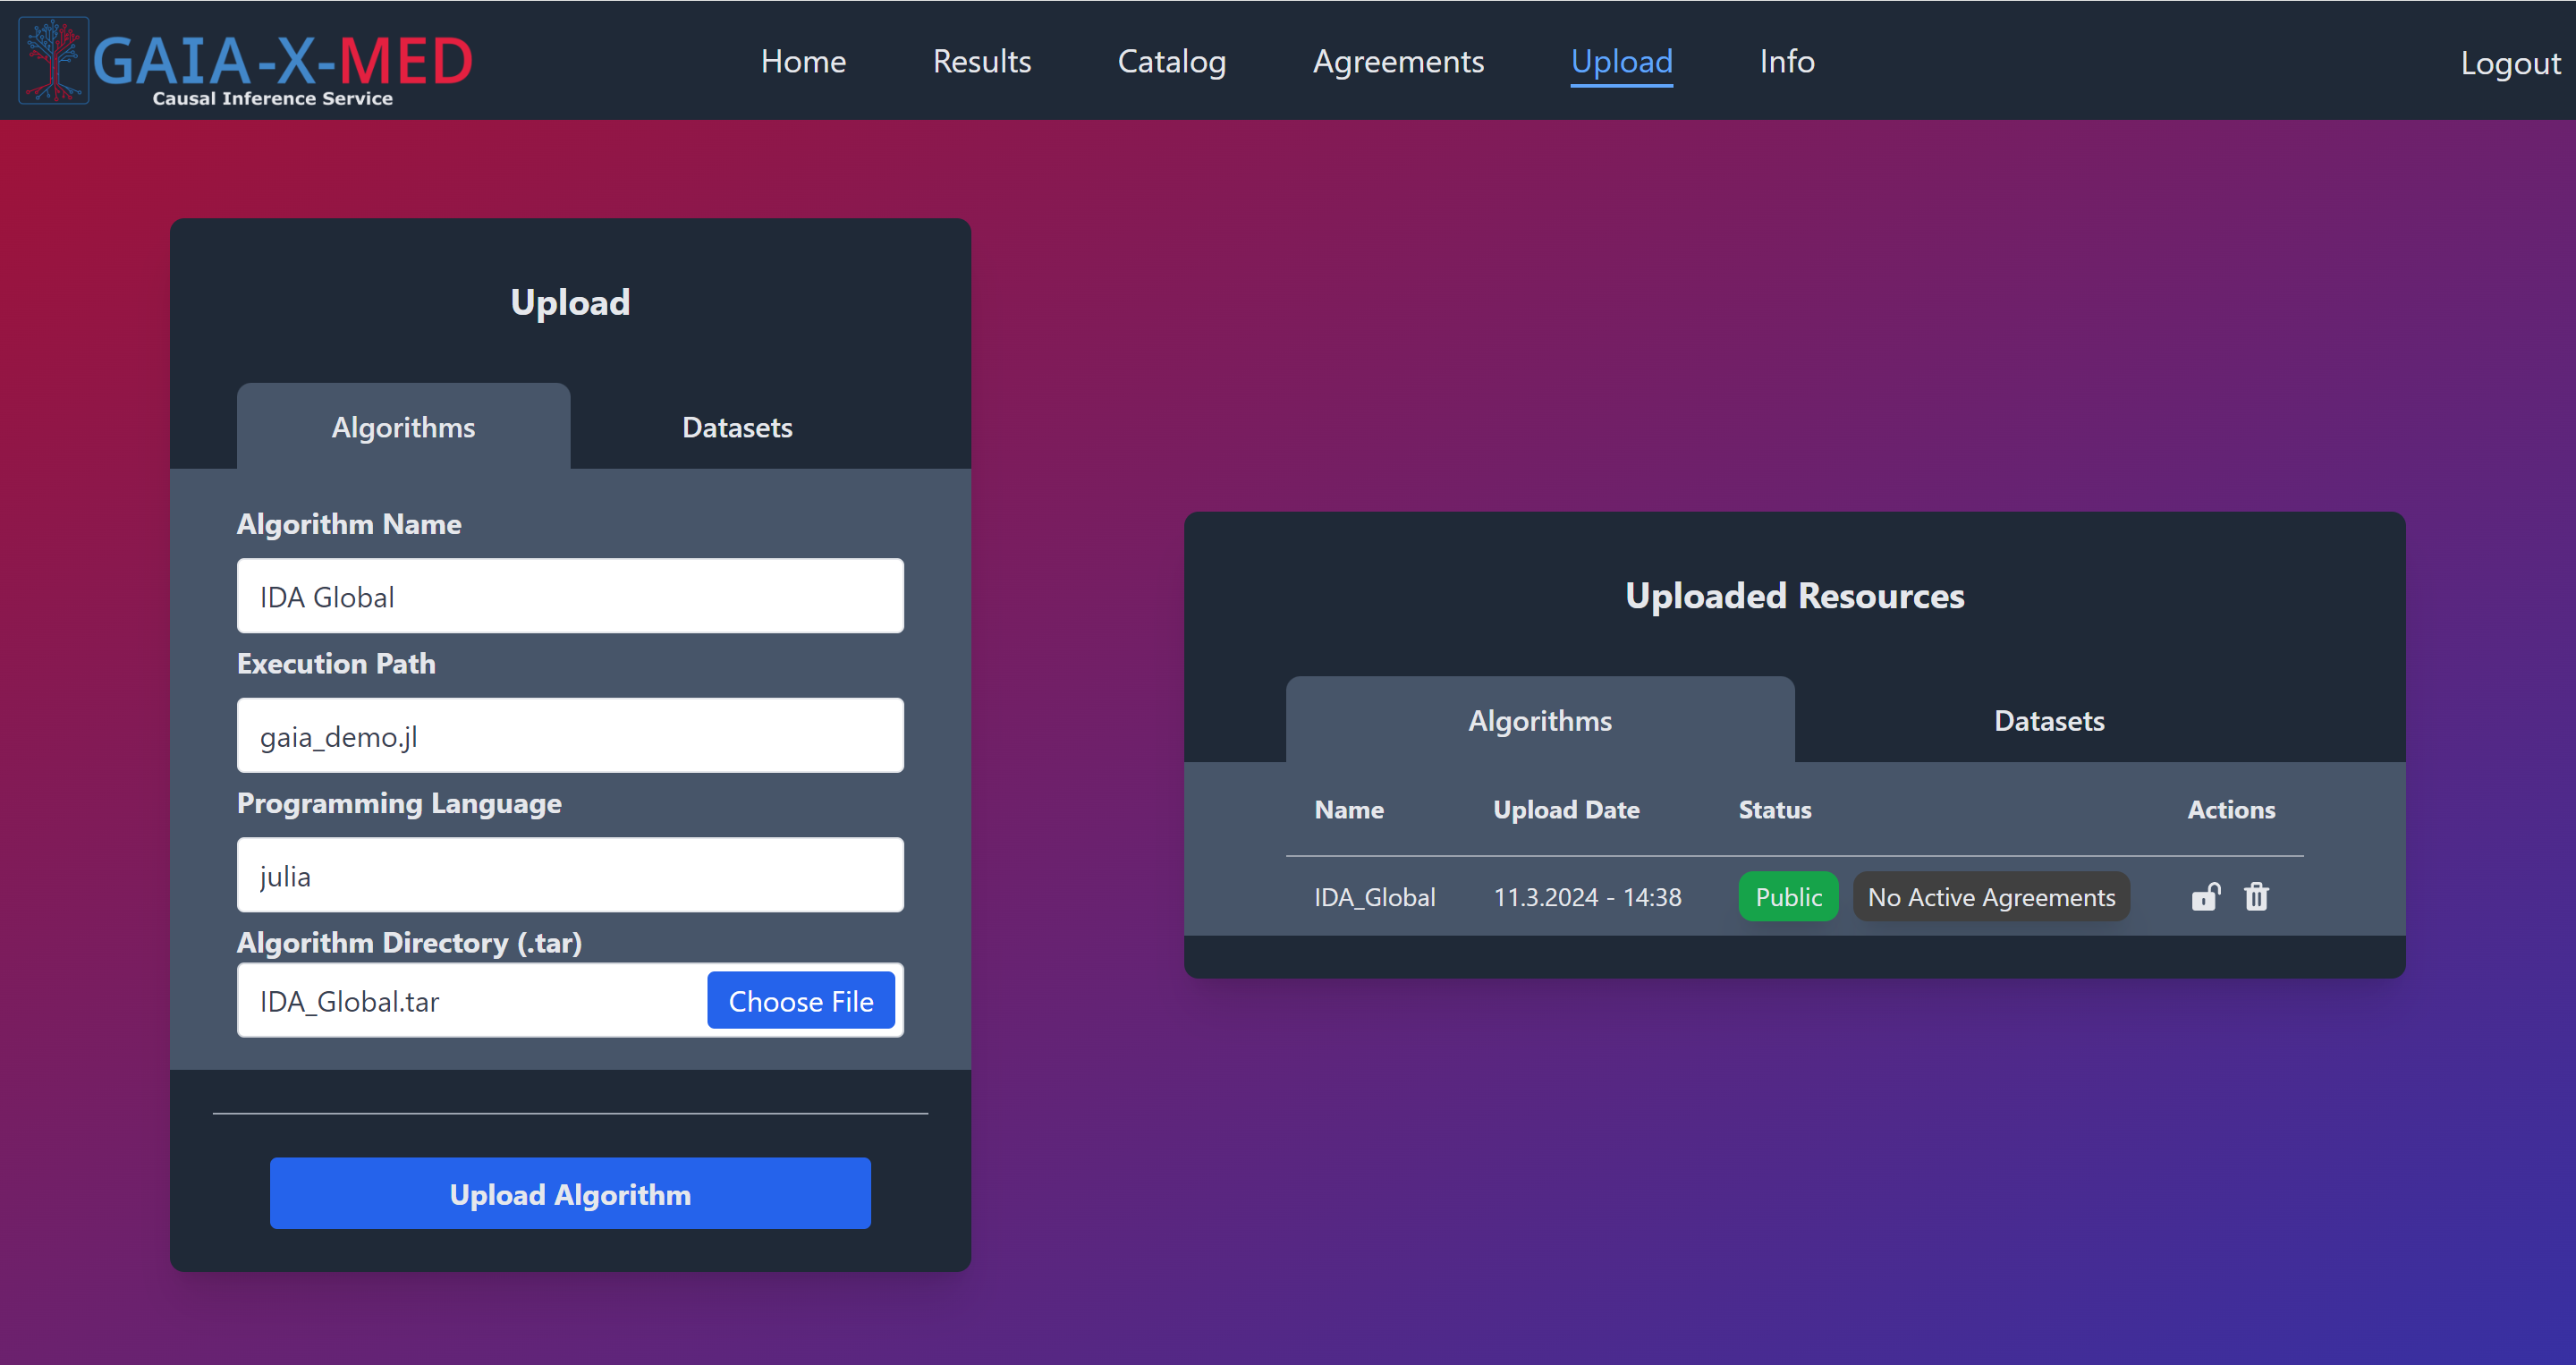 GAIA-X-MED
Causal Inference Service
Home Results Catalog Agreements Upload Info Logout
Upload
Algorithms Datasets
Algorithm Name
IDA Global
Execution Path
gaia_demo.jl
Programming Language
julia
Algorithm Directory (.tar)
IDA_Global.tar Choose File
Upload Algorithm
Uploaded Resources
Algorithms Datasets
Name Upload Date Status Actions
IDA_Global 11.3.2024 - 14:38 Public No Active Agreements